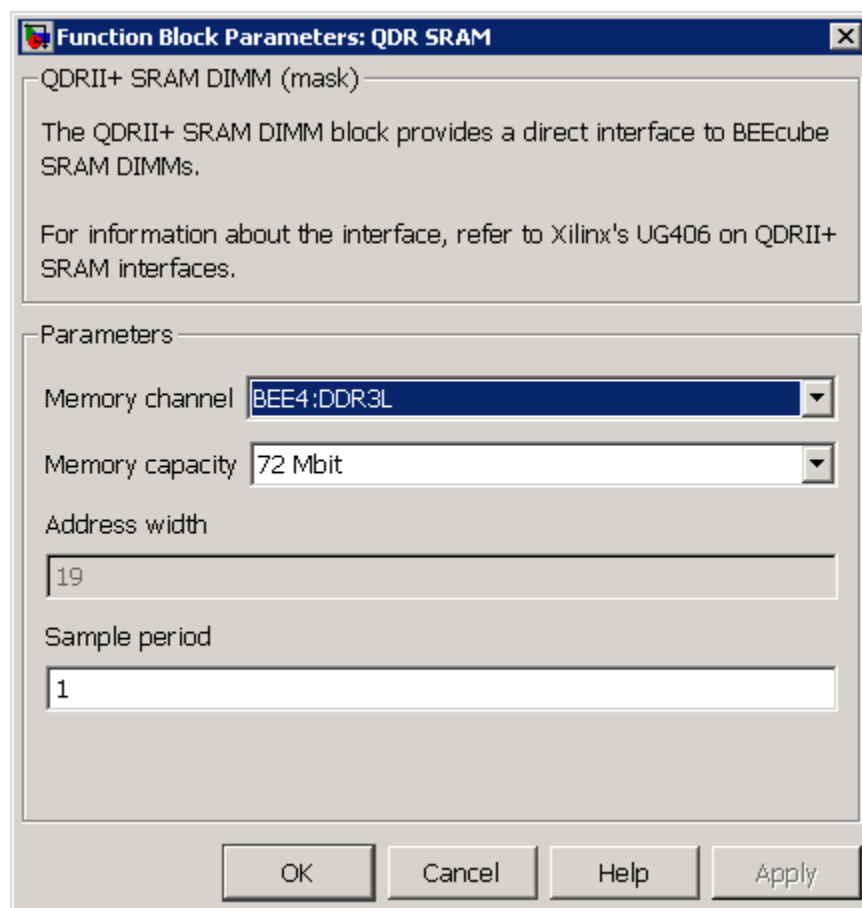 Function Block Parameters: QDR SRAM
QDRII+ SRAM DIMM (mask)
The QDRII+ SRAM DIMM block provides a direct interface to BEEcube
SRAM DIMMs.
For information about the interface, refer to Xilinx's UG406 on QDRII+
SRAM interfaces.
Parameters
Memory channel BEE4:DDR3L
Memory capacity 72 Mbit
Address width
19
Sample period
1
OK Cancel Help Apply